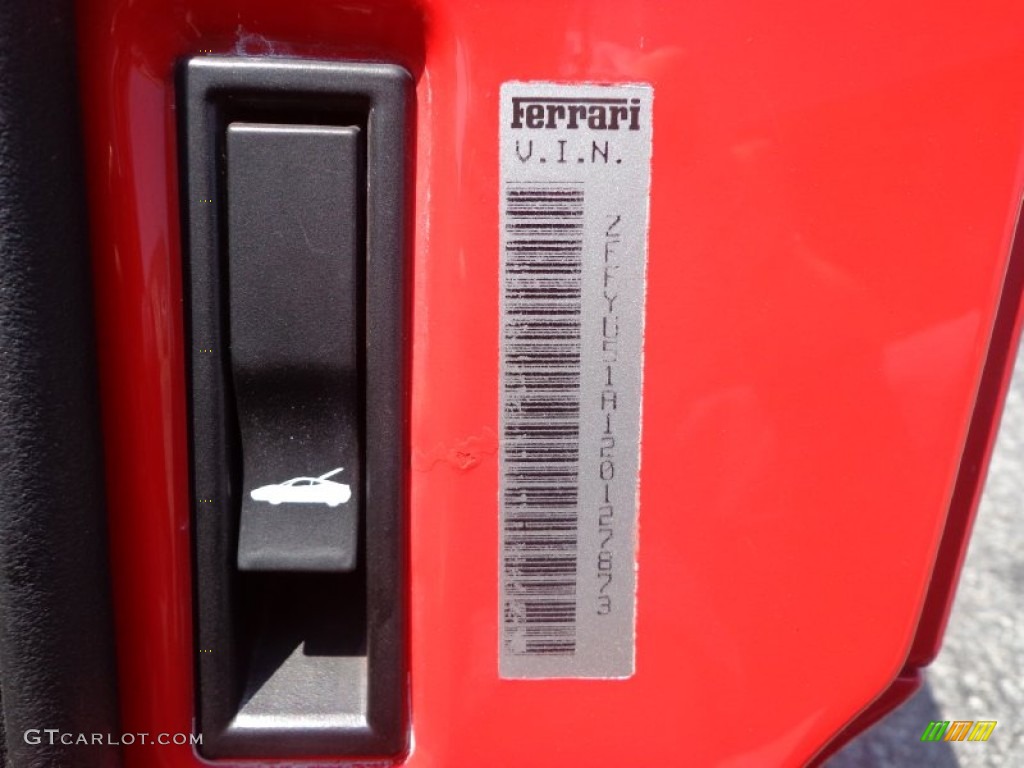 Ferrari
V.I.N.
ZFFYU51A120127873
GTCARLOT.COM